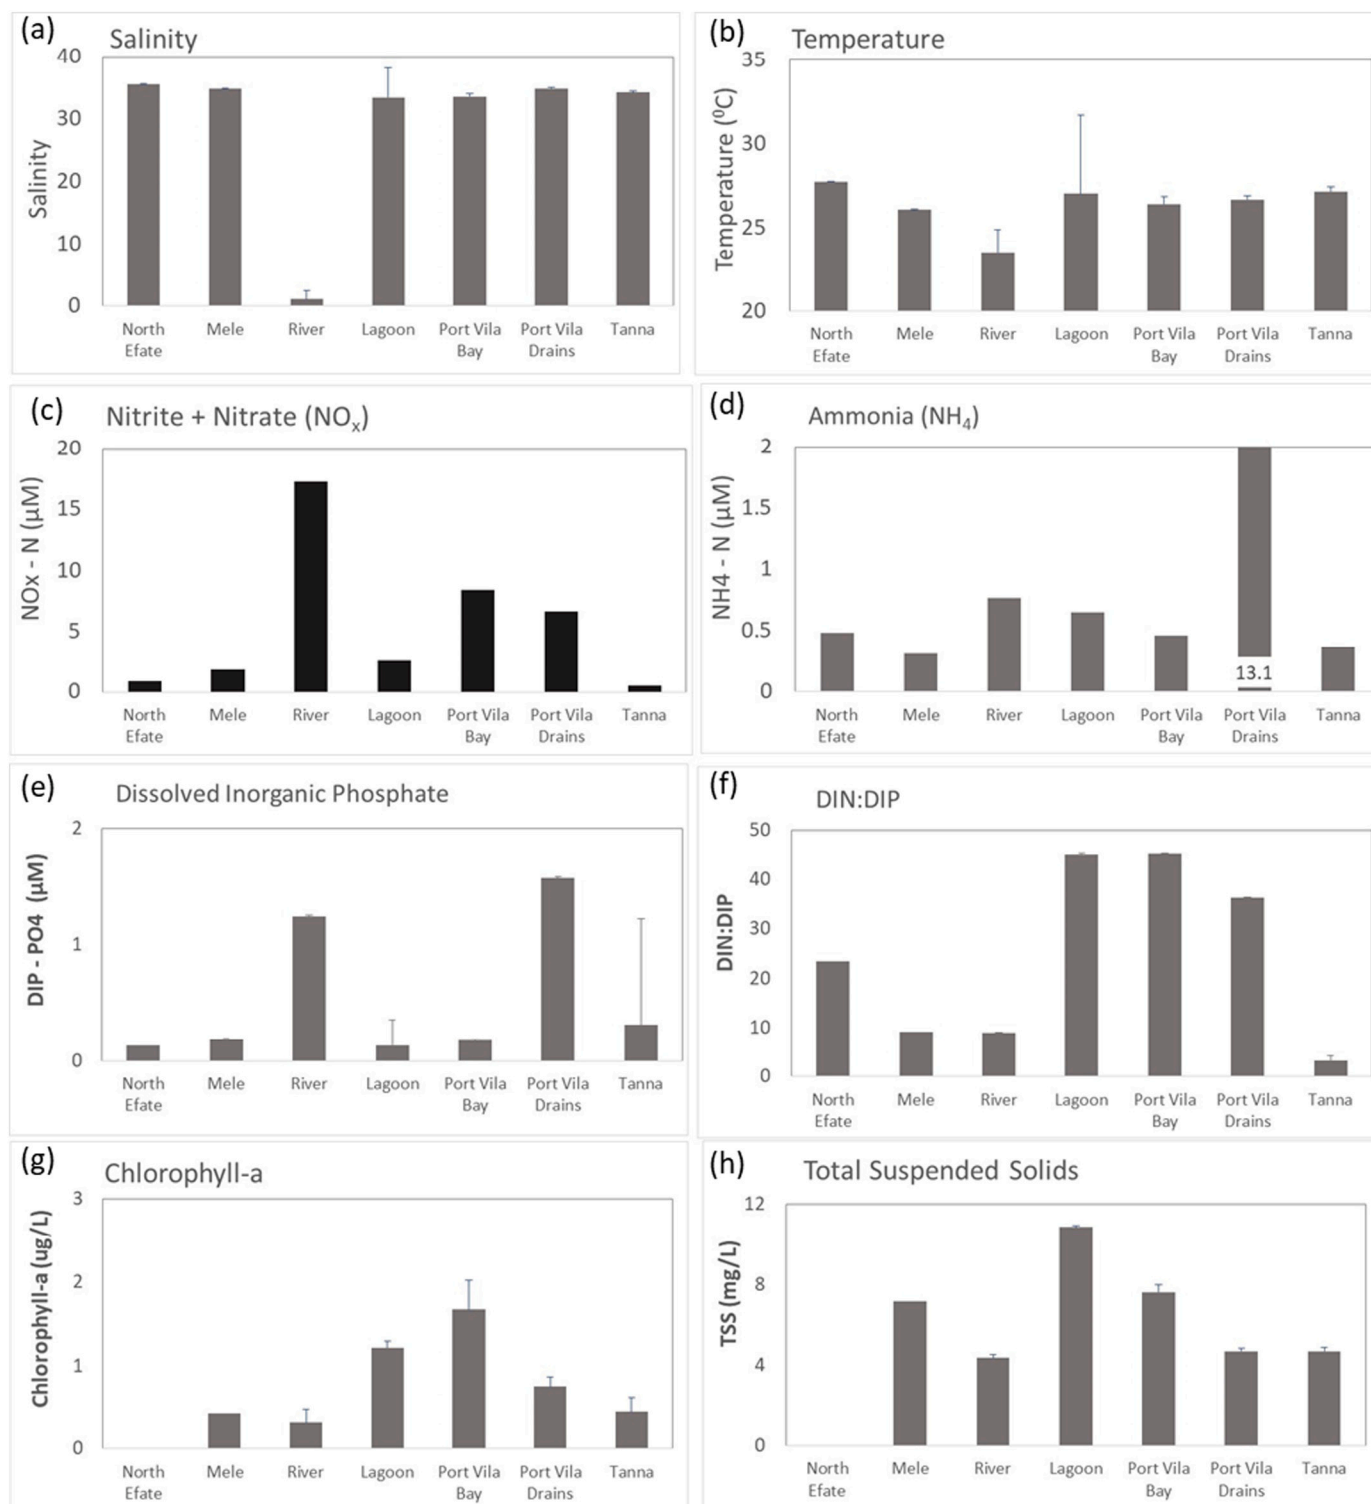 (a) Salinity
40
30
20
10
0
Salinity
North Efate
Mele
River
Lagoon
Port Vila Bay
Port Vila Drains
Tanna
(b) Temperature
35
30
25
20
Temperature (⁰C)
North Efate
Mele
River
Lagoon
Port Vila Bay
Port Vila Drains
Tanna
(c) Nitrite + Nitrate (NOₓ)
20
15
10
5
0
NOx - N (µM)
North Efate
Mele
River
Lagoon
Port Vila Bay
Port Vila Drains
Tanna
(d) Ammonia (NH₄)
2
1.5
1
0.5
0
NH4 - N (µM)
13.1
North Efate
Mele
River
Lagoon
Port Vila Bay
Port Vila Drains
Tanna
(e) Dissolved Inorganic Phosphate
2
1
0
DIP - PO4 (µM)
North Efate
Mele
River
Lagoon
Port Vila Bay
Port Vila Drains
Tanna
(f) DIN:DIP
50
40
30
20
10
0
DIN:DIP
North Efate
Mele
River
Lagoon
Port Vila Bay
Port Vila Drains
Tanna
(g) Chlorophyll-a
3
2
1
0
Chlorophyll-a (ug/L)
North Efate
Mele
River
Lagoon
Port Vila Bay
Port Vila Drains
Tanna
(h) Total Suspended Solids
12
8
4
0
TSS (mg/L)
North Efate
Mele
River
Lagoon
Port Vila Bay
Port Vila Drains
Tanna